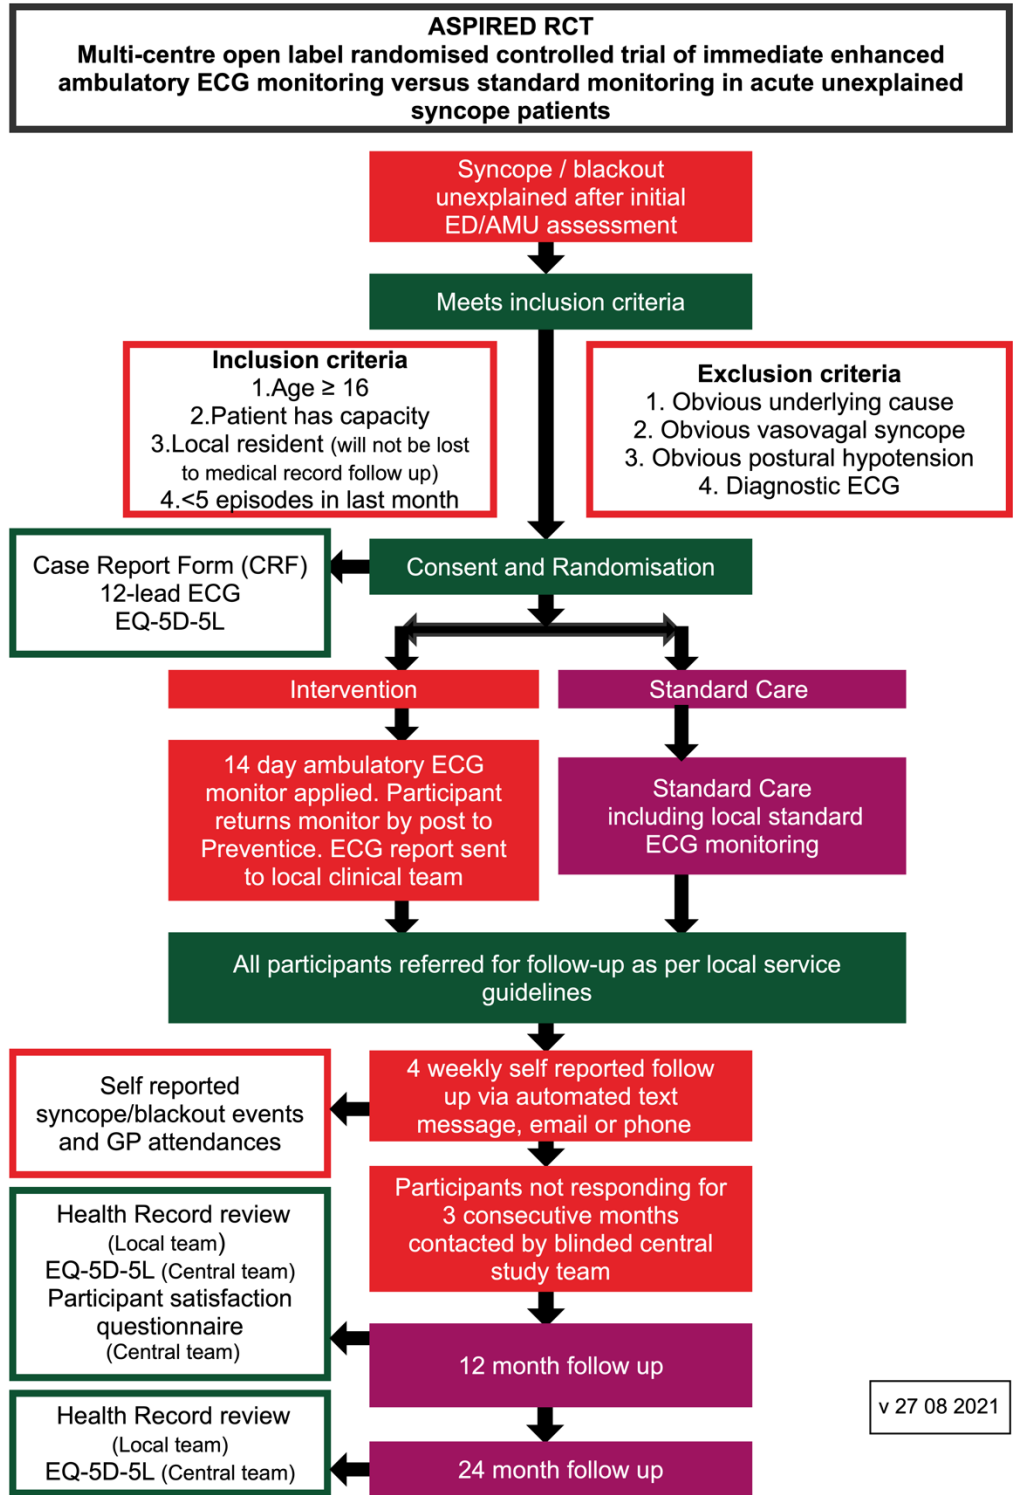 ASPIRED RCT
Multi-centre open label randomised controlled trial of immediate enhanced
ambulatory ECG monitoring versus standard monitoring in acute unexplained
syncope patients
Syncope / blackout
unexplained after initial
ED/AMU assessment
Meets inclusion criteria
Inclusion criteria
1.Age ≥ 16
2.Patient has capacity
3.Local resident (will not be lost
to medical record follow up)
4.<5 episodes in last month
Exclusion criteria
1. Obvious underlying cause
2. Obvious vasovagal syncope
3. Obvious postural hypotension
4. Diagnostic ECG
Case Report Form (CRF)
12-lead ECG
EQ-5D-5L
Consent and Randomisation
Intervention
Standard Care
14 day ambulatory ECG
monitor applied. Participant
returns monitor by post to
Preventice. ECG report sent
to local clinical team
Standard Care
including local standard
ECG monitoring
All participants referred for follow-up as per local service
guidelines
4 weekly self reported follow
up via automated text
message, email or phone
Self reported
syncope/blackout events
and GP attendances
Participants not responding for
3 consecutive months
contacted by blinded central
study team
Health Record review
(Local team)
EQ-5D-5L (Central team)
Participant satisfaction
questionnaire
(Central team)
12 month follow up
v 27 08 2021
Health Record review
(Local team)
EQ-5D-5L (Central team)
24 month follow up